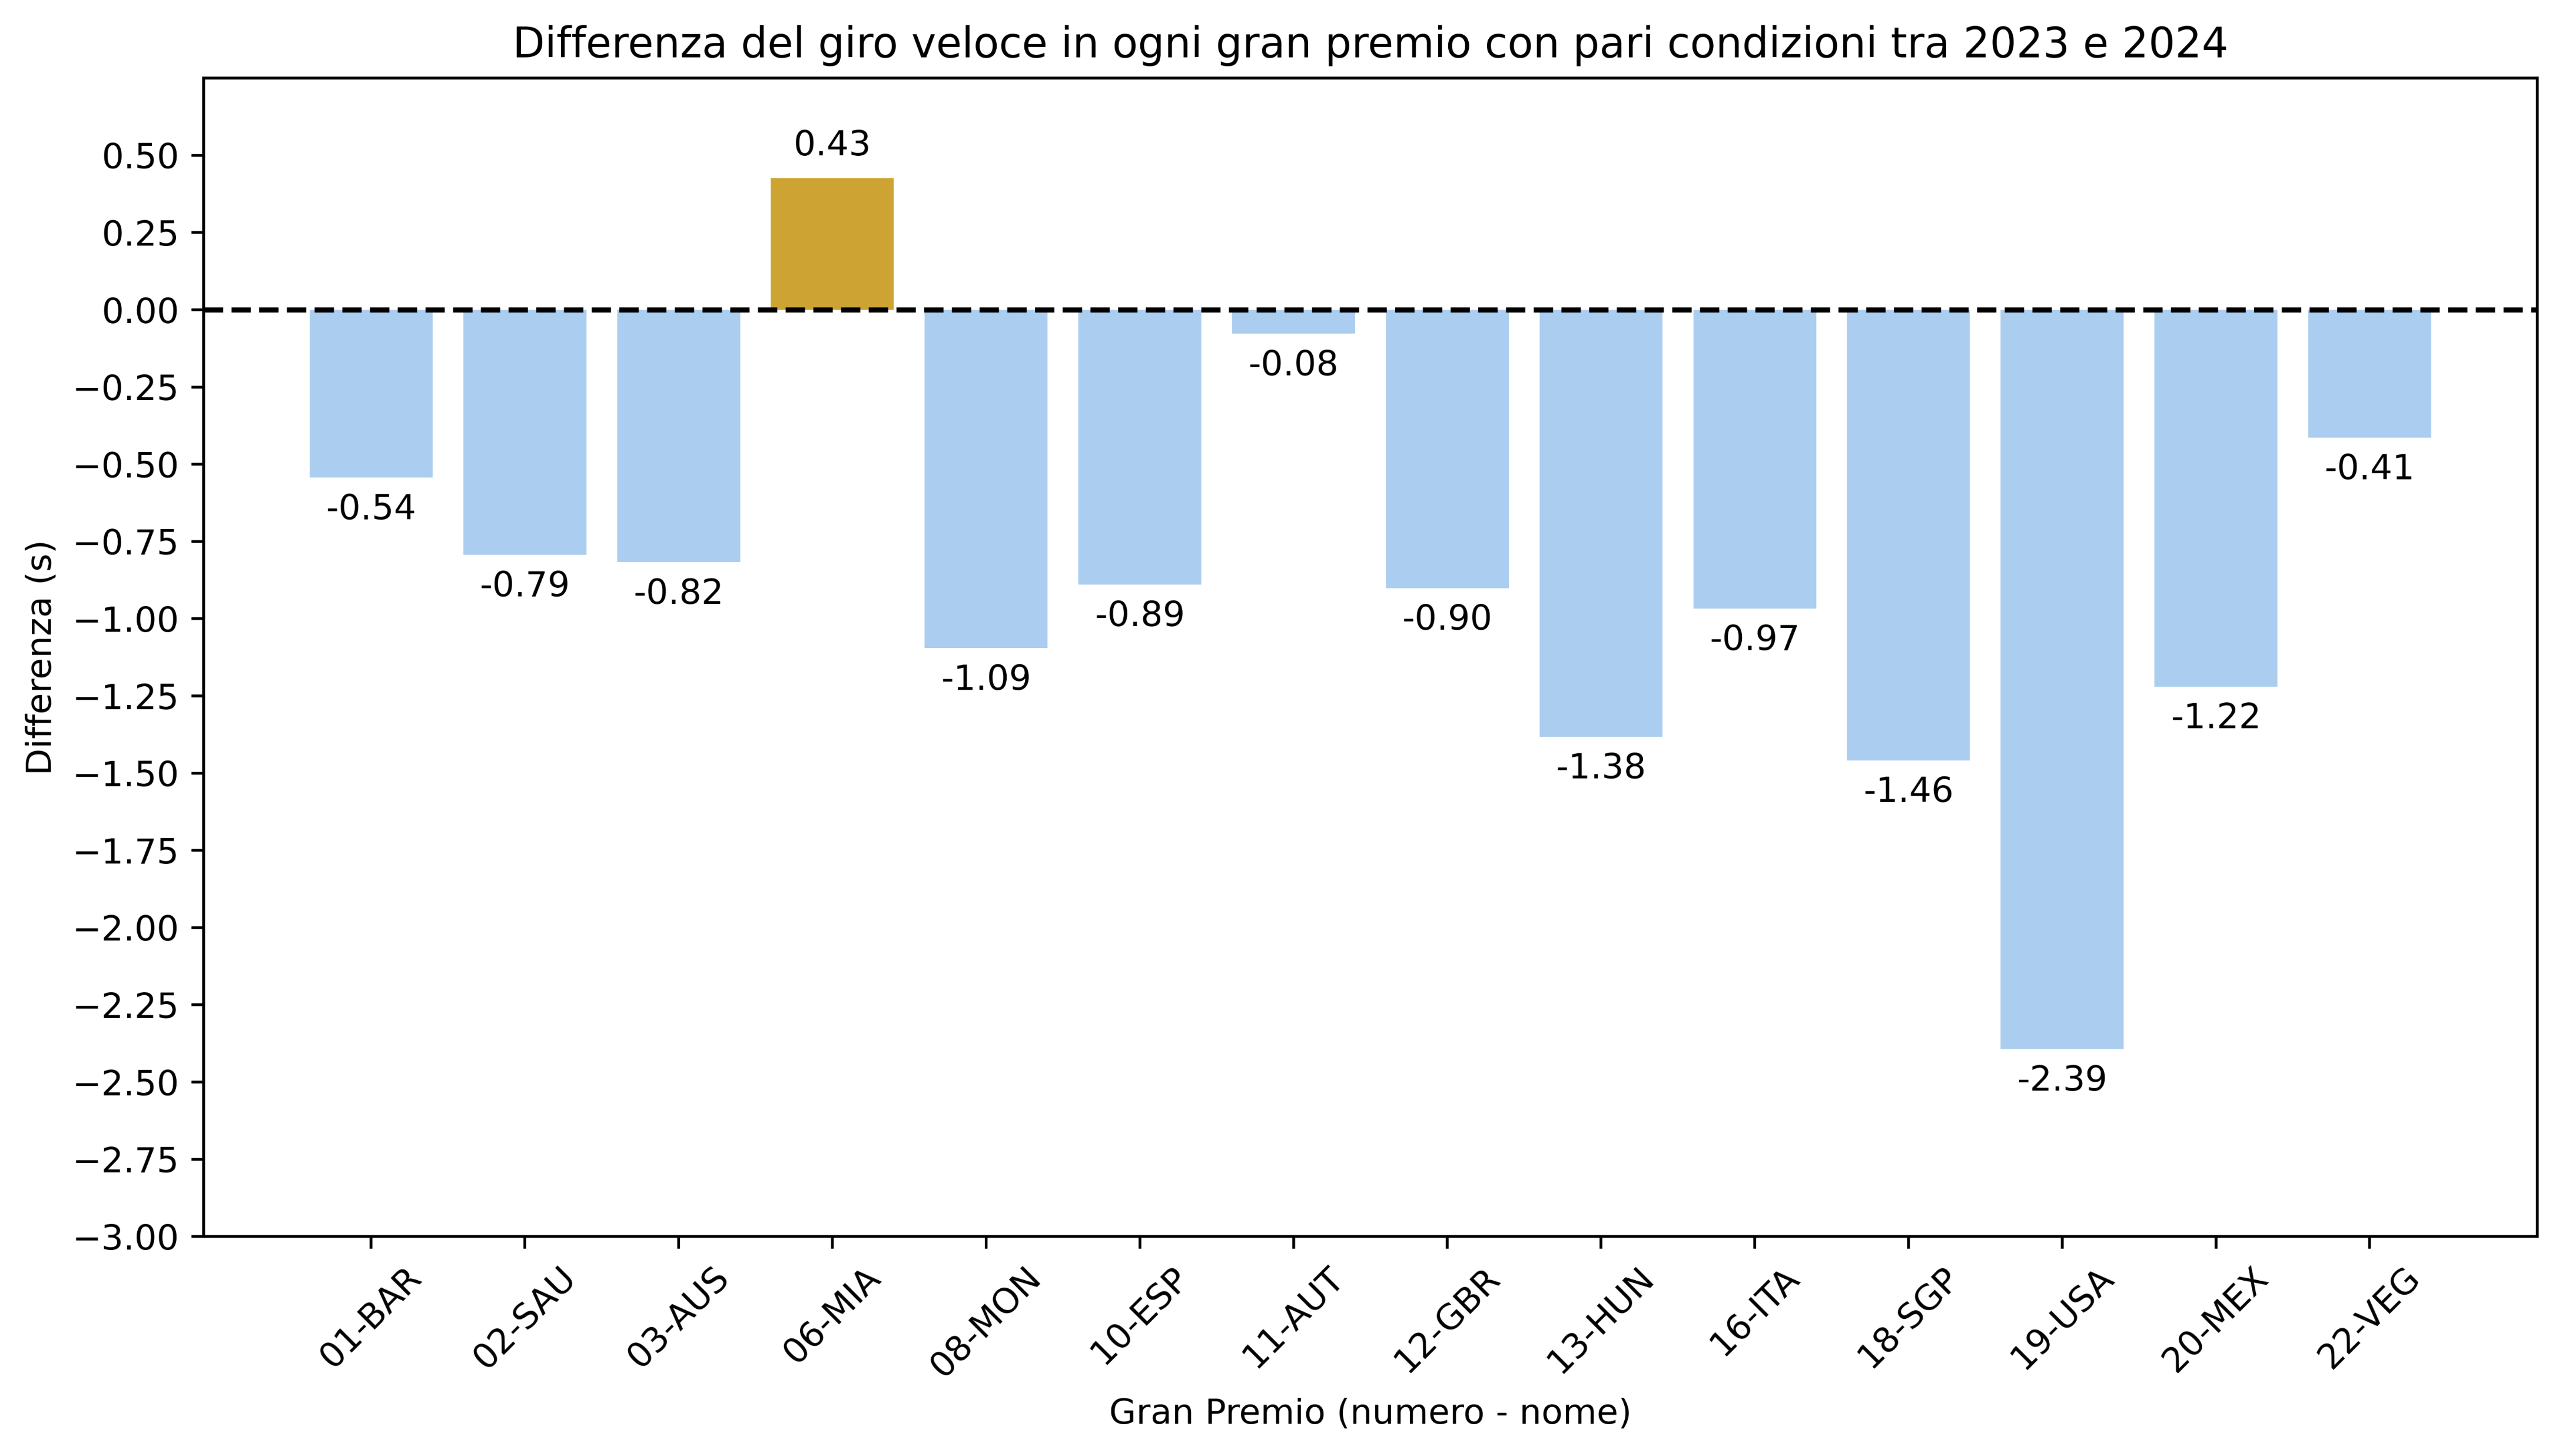 Differenza del giro veloce in ogni gran premio con pari condizioni tra 2023 e 2024
Differenza (s)
0.50
0.25
0.00
−0.25
−0.50
−0.75
−1.00
−1.25
−1.50
−1.75
−2.00
−2.25
−2.50
−2.75
−3.00
-0.54
-0.79
-0.82
0.43
-1.09
-0.89
-0.08
-0.90
-1.38
-0.97
-1.46
-2.39
-1.22
-0.41
01-BAR
02-SAU
03-AUS
06-MIA
08-MON
10-ESP
11-AUT
12-GBR
13-HUN
16-ITA
18-SGP
19-USA
20-MEX
22-VEG
Gran Premio (numero - nome)